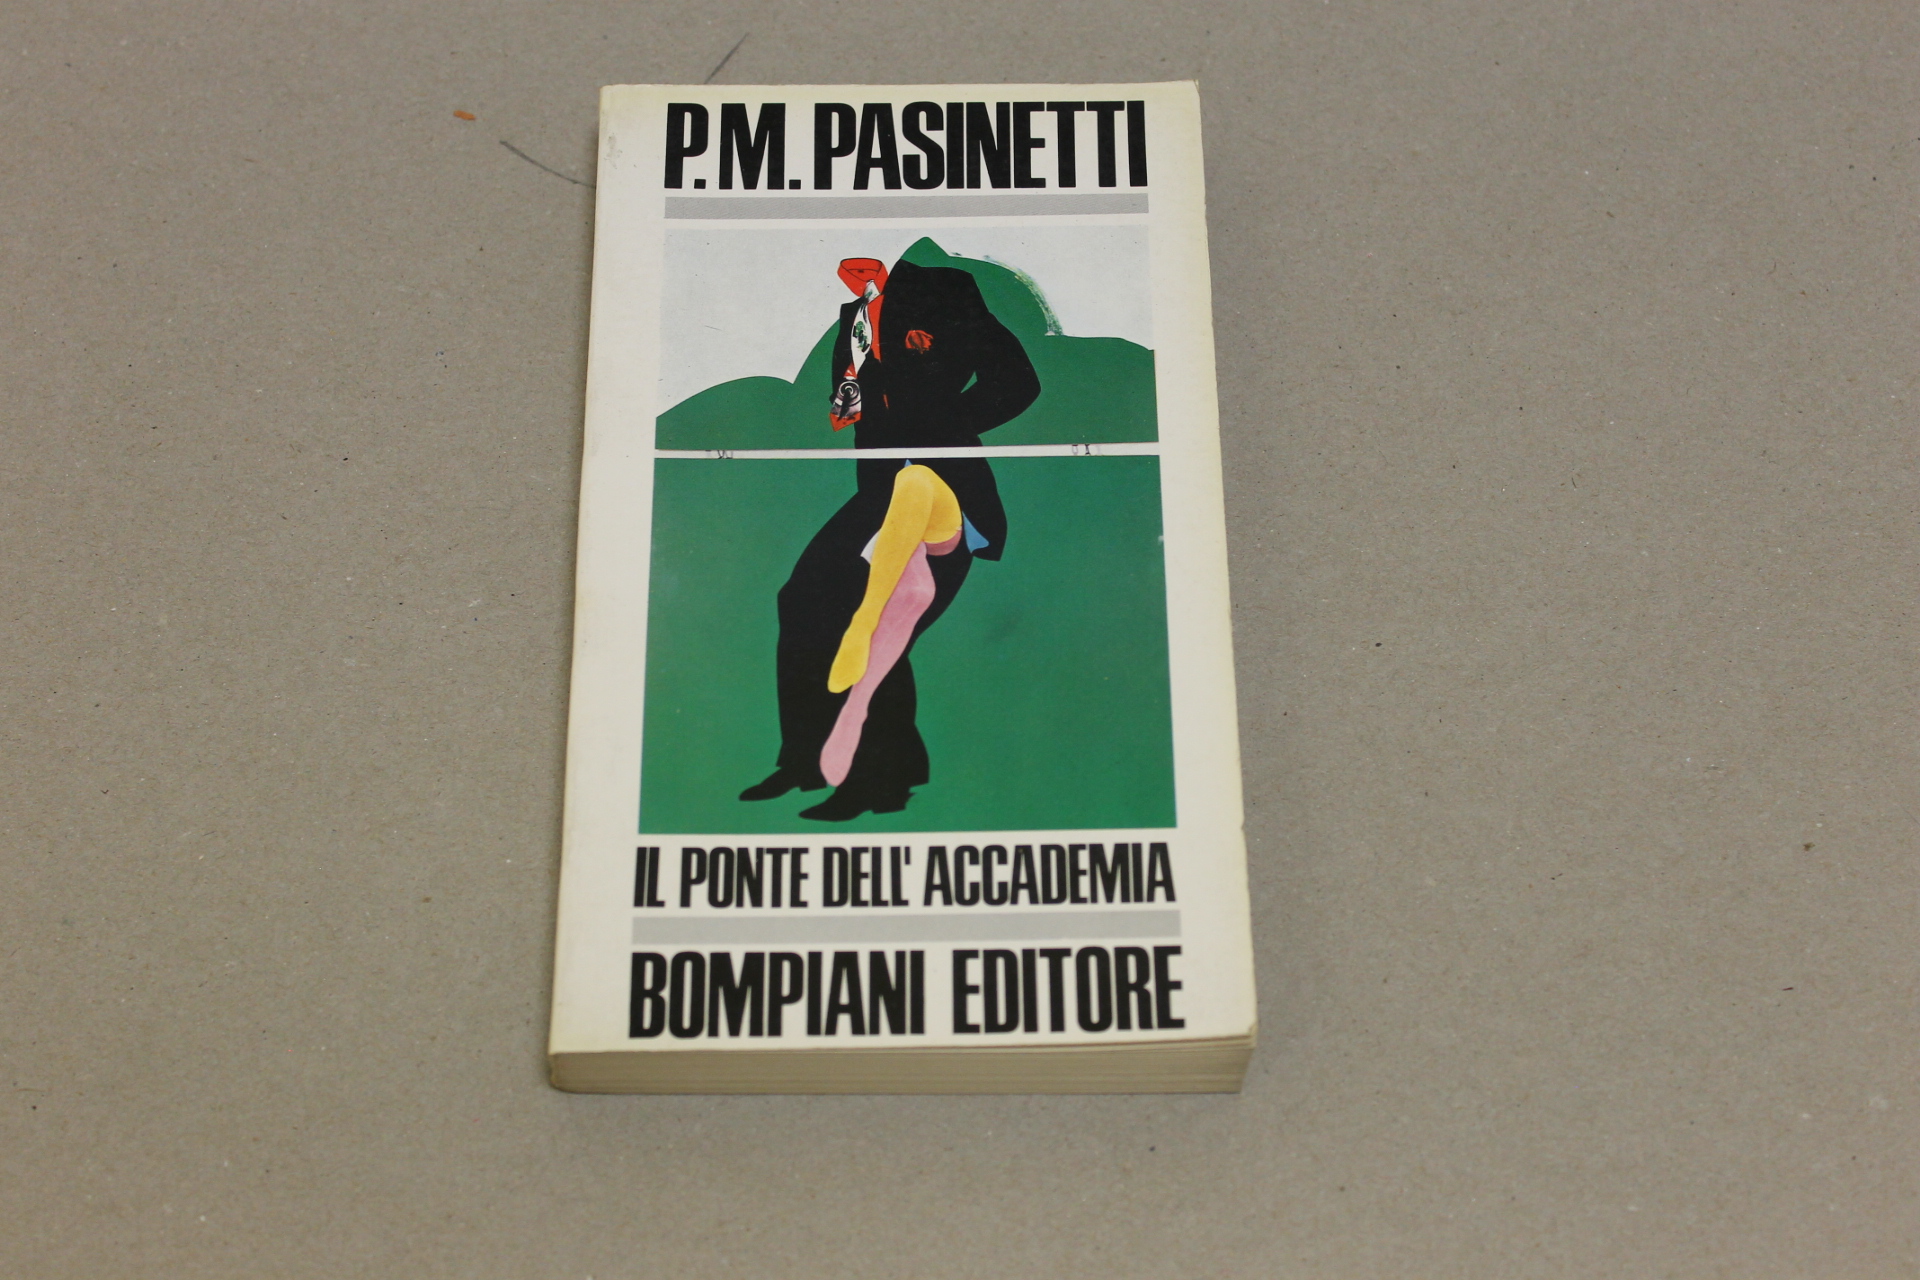 P.M. PASINETTI
IL PONTE DELL'ACCADEMIA
BOMPIANI EDITORE